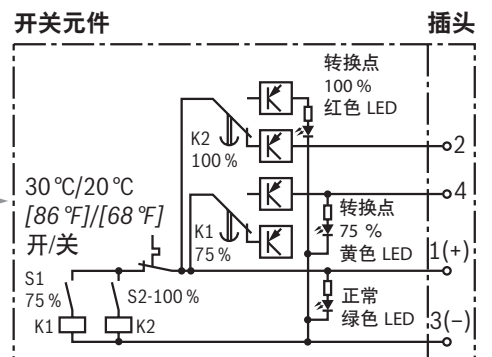 开关元件
插头
转换点
100 %
红色 LED
K2
100 %
2
4
30 °C/20 °C
[86 °F]/[68 °F]
开/关
K1
75 %
转换点
75 %
黄色 LED
1(+)
S1
75 %
S2-100 %
正常
绿色 LED
K1
K2
3(–)